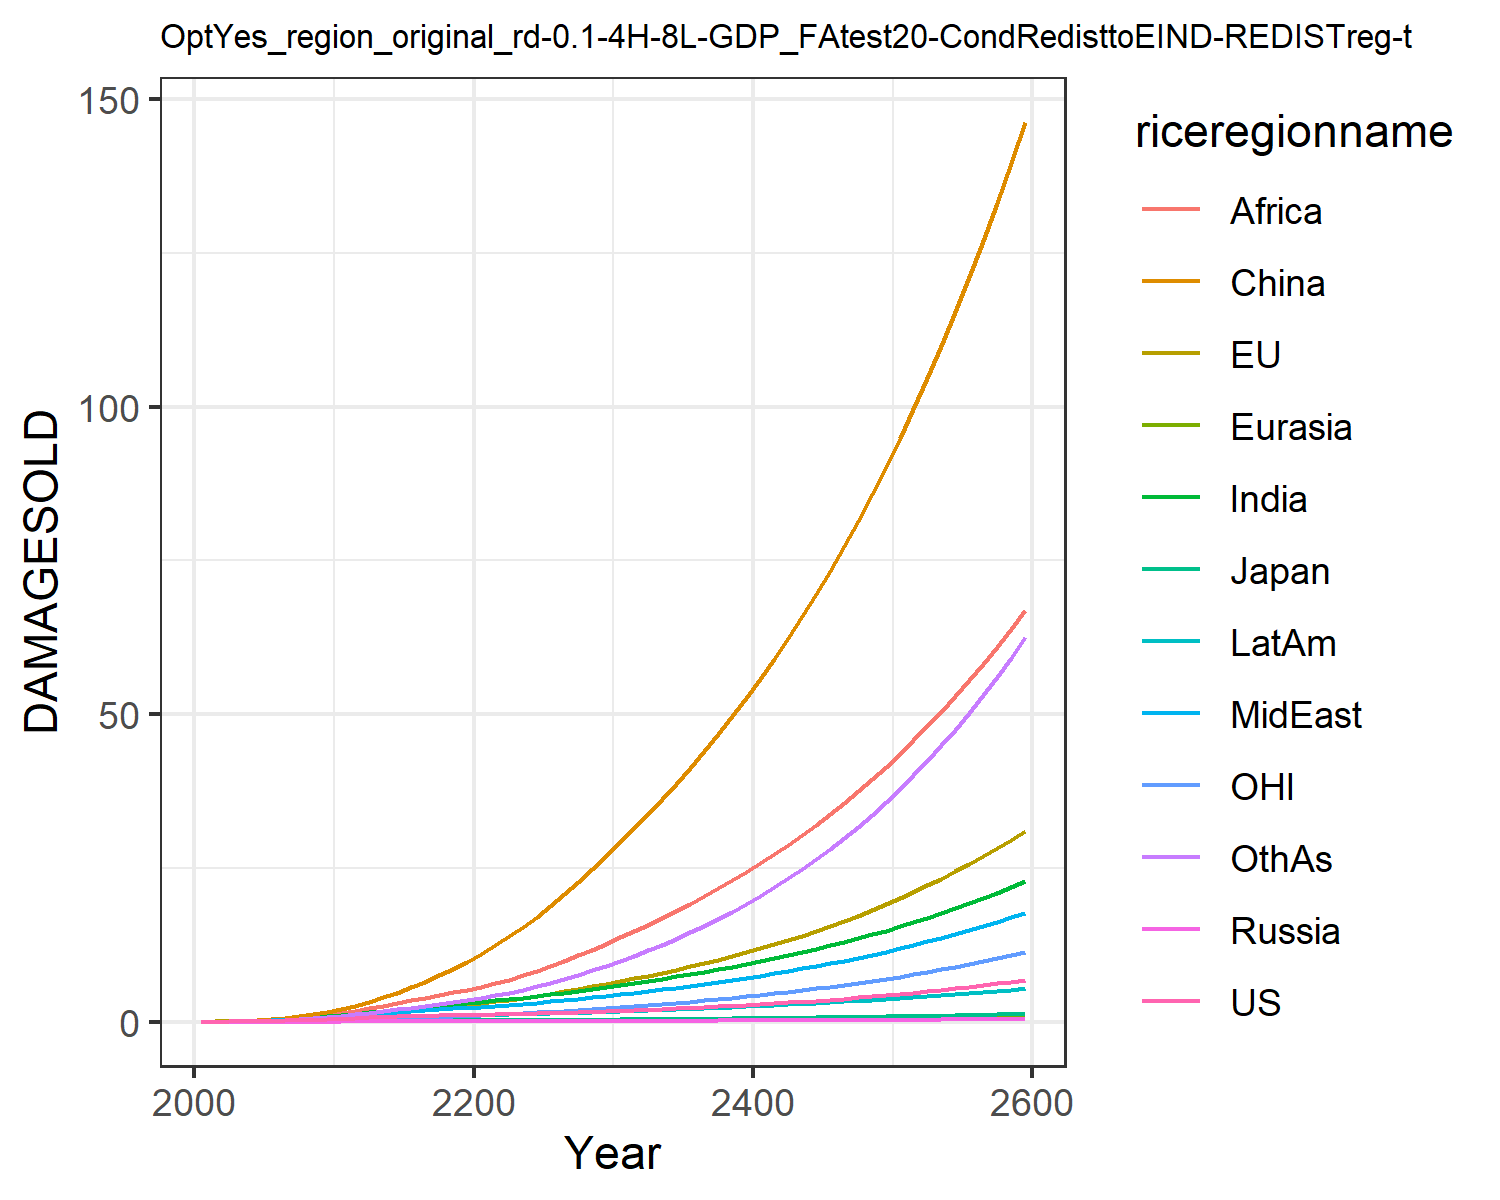 OptYes_region_original_rd-0.1-4H-8L-GDP_FAtest20-CondRedisttoEIND-REDISTreg-t
150
100
50
0
DAMAGESOLD
2000
2200
2400
2600
Year
riceregionname
Africa
China
EU
Eurasia
India
Japan
LatAm
MidEast
OHI
OthAs
Russia
US